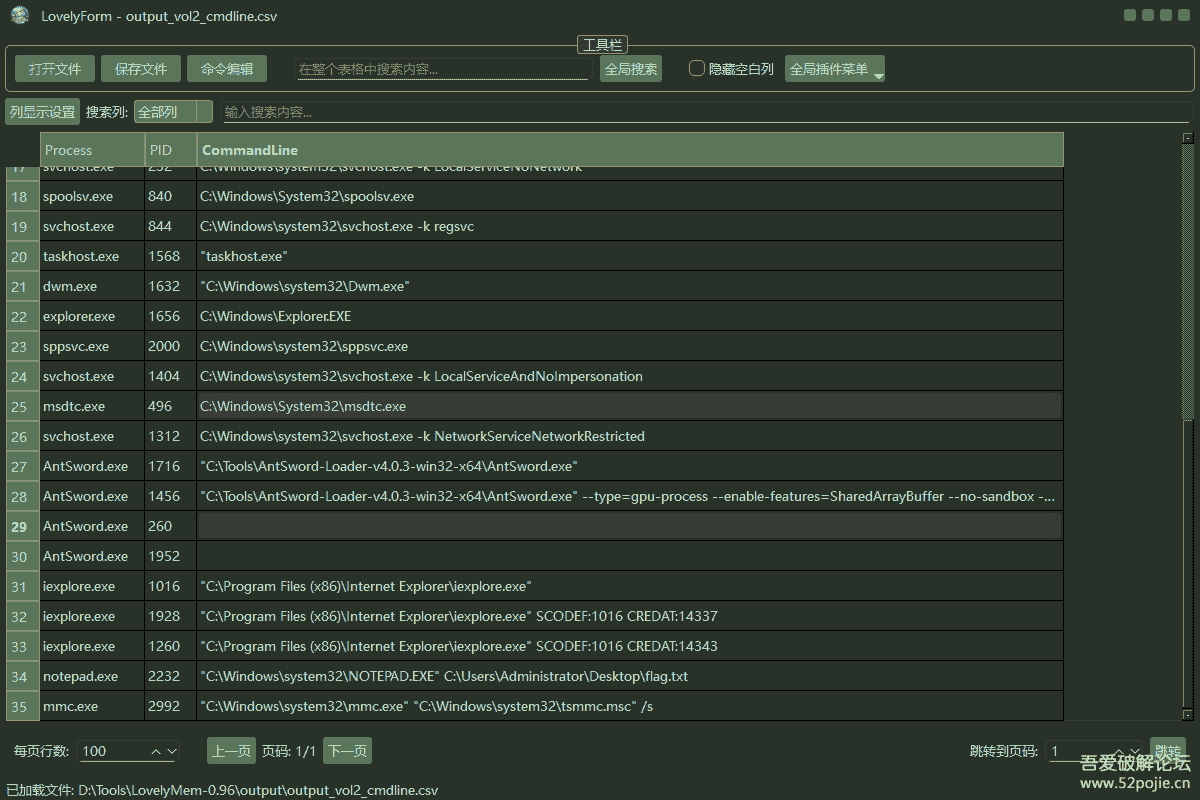 LovelyForm - output_vol2_cmdline.csv
工具栏
打开文件 保存文件 命令编辑 在整个表格中搜索内容... 全局搜索 隐藏空白列 全局插件菜单
列显示设置 搜索列: 全部列 输入搜索内容...
Process PID CommandLine
17 svchost.exe 252 C:\Windows\system32\svchost.exe -k LocalServiceNoNetwork
18 spoolsv.exe 840 C:\Windows\System32\spoolsv.exe
19 svchost.exe 844 C:\Windows\system32\svchost.exe -k regsvc
20 taskhost.exe 1568 "taskhost.exe"
21 dwm.exe 1632 "C:\Windows\system32\Dwm.exe"
22 explorer.exe 1656 C:\Windows\Explorer.EXE
23 sppsvc.exe 2000 C:\Windows\system32\sppsvc.exe
24 svchost.exe 1404 C:\Windows\system32\svchost.exe -k LocalServiceAndNoImpersonation
25 msdtc.exe 496 C:\Windows\System32\msdtc.exe
26 svchost.exe 1312 C:\Windows\system32\svchost.exe -k NetworkServiceNetworkRestricted
27 AntSword.exe 1716 "C:\Tools\AntSword-Loader-v4.0.3-win32-x64\AntSword.exe"
28 AntSword.exe 1456 "C:\Tools\AntSword-Loader-v4.0.3-win32-x64\AntSword.exe" --type=gpu-process --enable-features=SharedArrayBuffer --no-sandbox -...
29 AntSword.exe 260
30 AntSword.exe 1952
31 iexplore.exe 1016 "C:\Program Files (x86)\Internet Explorer\iexplore.exe"
32 iexplore.exe 1928 "C:\Program Files (x86)\Internet Explorer\iexplore.exe" SCODEF:1016 CREDAT:14337
33 iexplore.exe 1260 "C:\Program Files (x86)\Internet Explorer\iexplore.exe" SCODEF:1016 CREDAT:14343
34 notepad.exe 2232 "C:\Windows\system32\NOTEPAD.EXE" C:\Users\Administrator\Desktop\flag.txt
35 mmc.exe 2992 "C:\Windows\system32\mmc.exe" "C:\Windows\system32\tsmmc.msc" /s
每页行数: 100 上一页 页码: 1/1 下一页 跳转到页码: 1 跳转
吾爱破解论坛
www.52pojie.cn
已加载文件: D:\Tools\LovelyMem-0.96\output\output_vol2_cmdline.csv